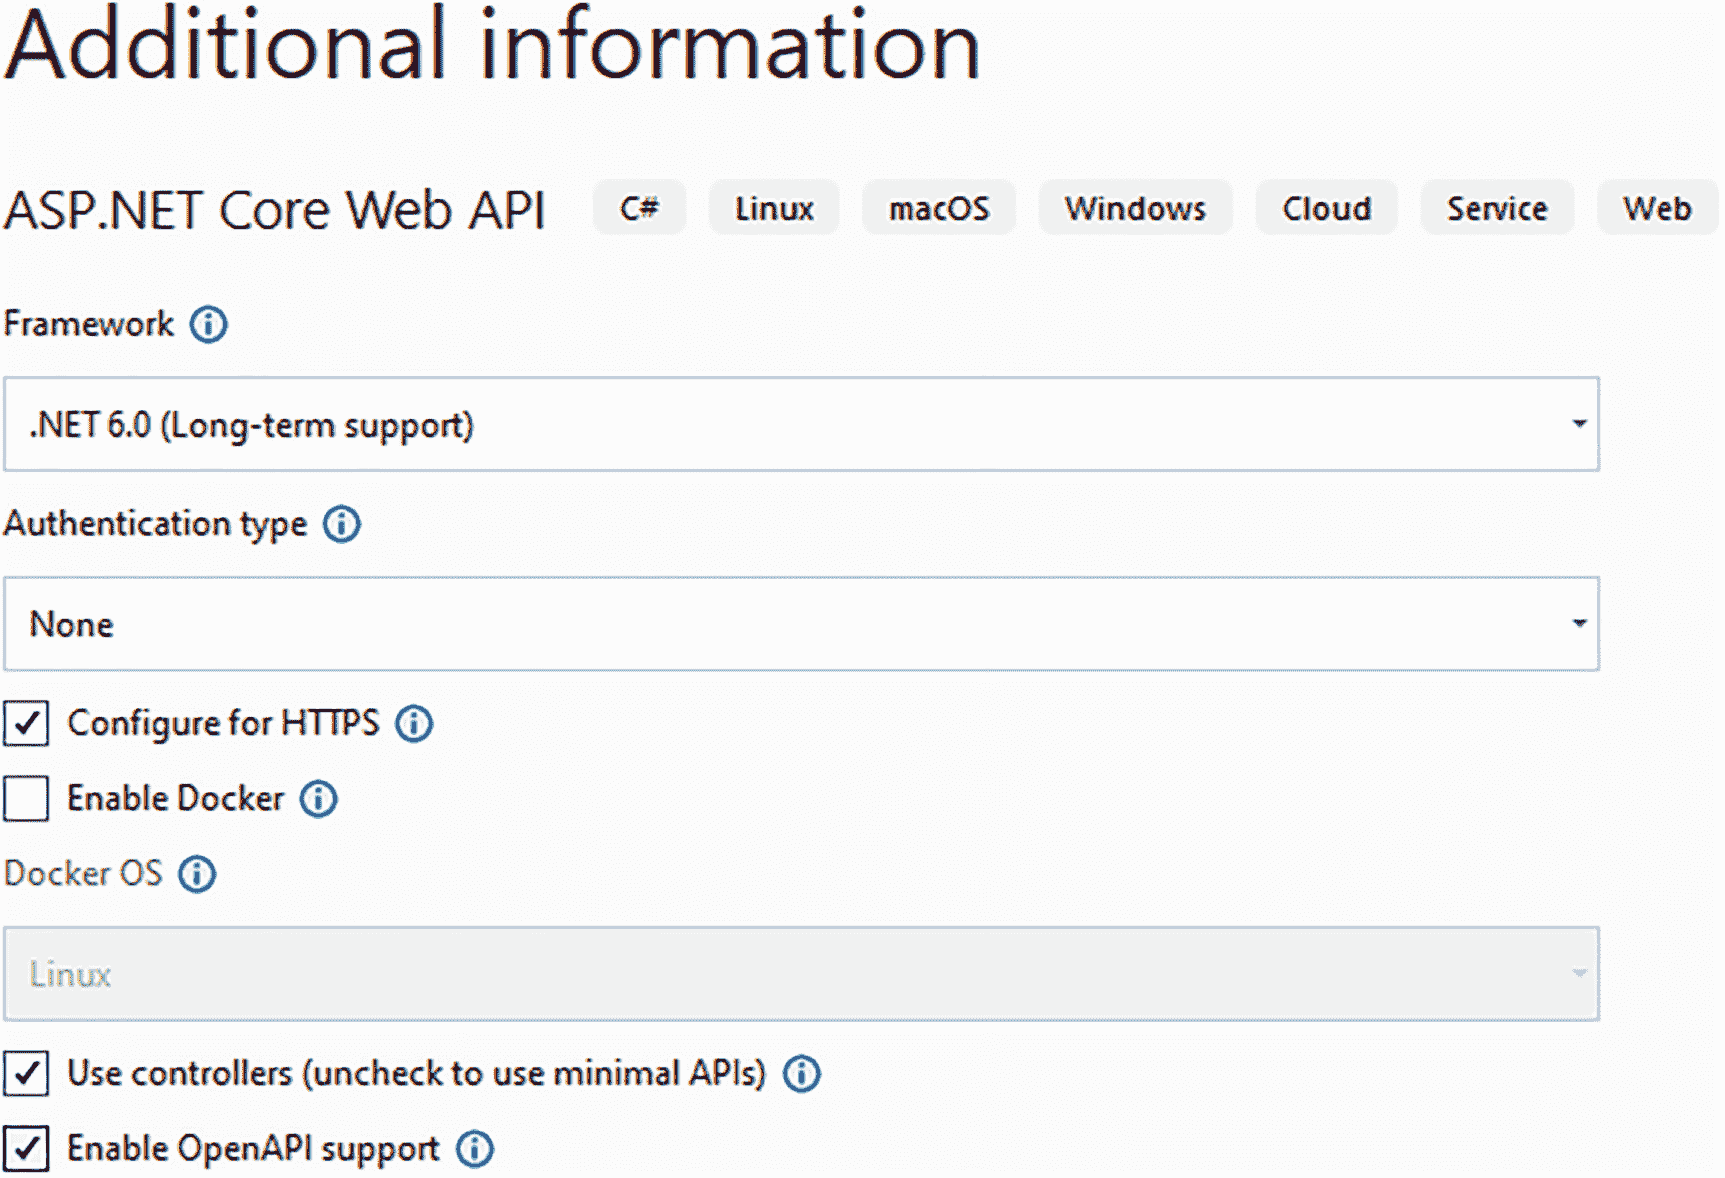 Additional information
ASP.NET Core Web API C# Linux macOS Windows Cloud Service Web
Framework
.NET 6.0 (Long-term support)
Authentication type
None
Configure for HTTPS
Enable Docker
Docker OS
Linux
Use controllers (uncheck to use minimal APIs)
Enable OpenAPI support